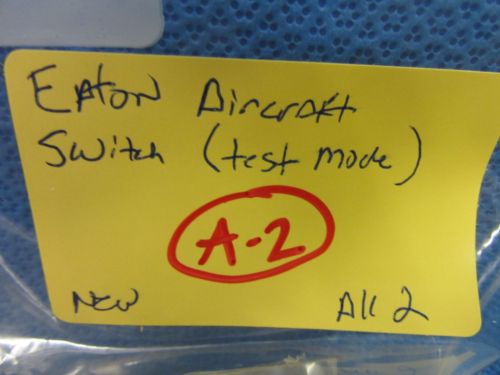 Eaton Aircraft
Switch (test mode)
A-2
New
All 2